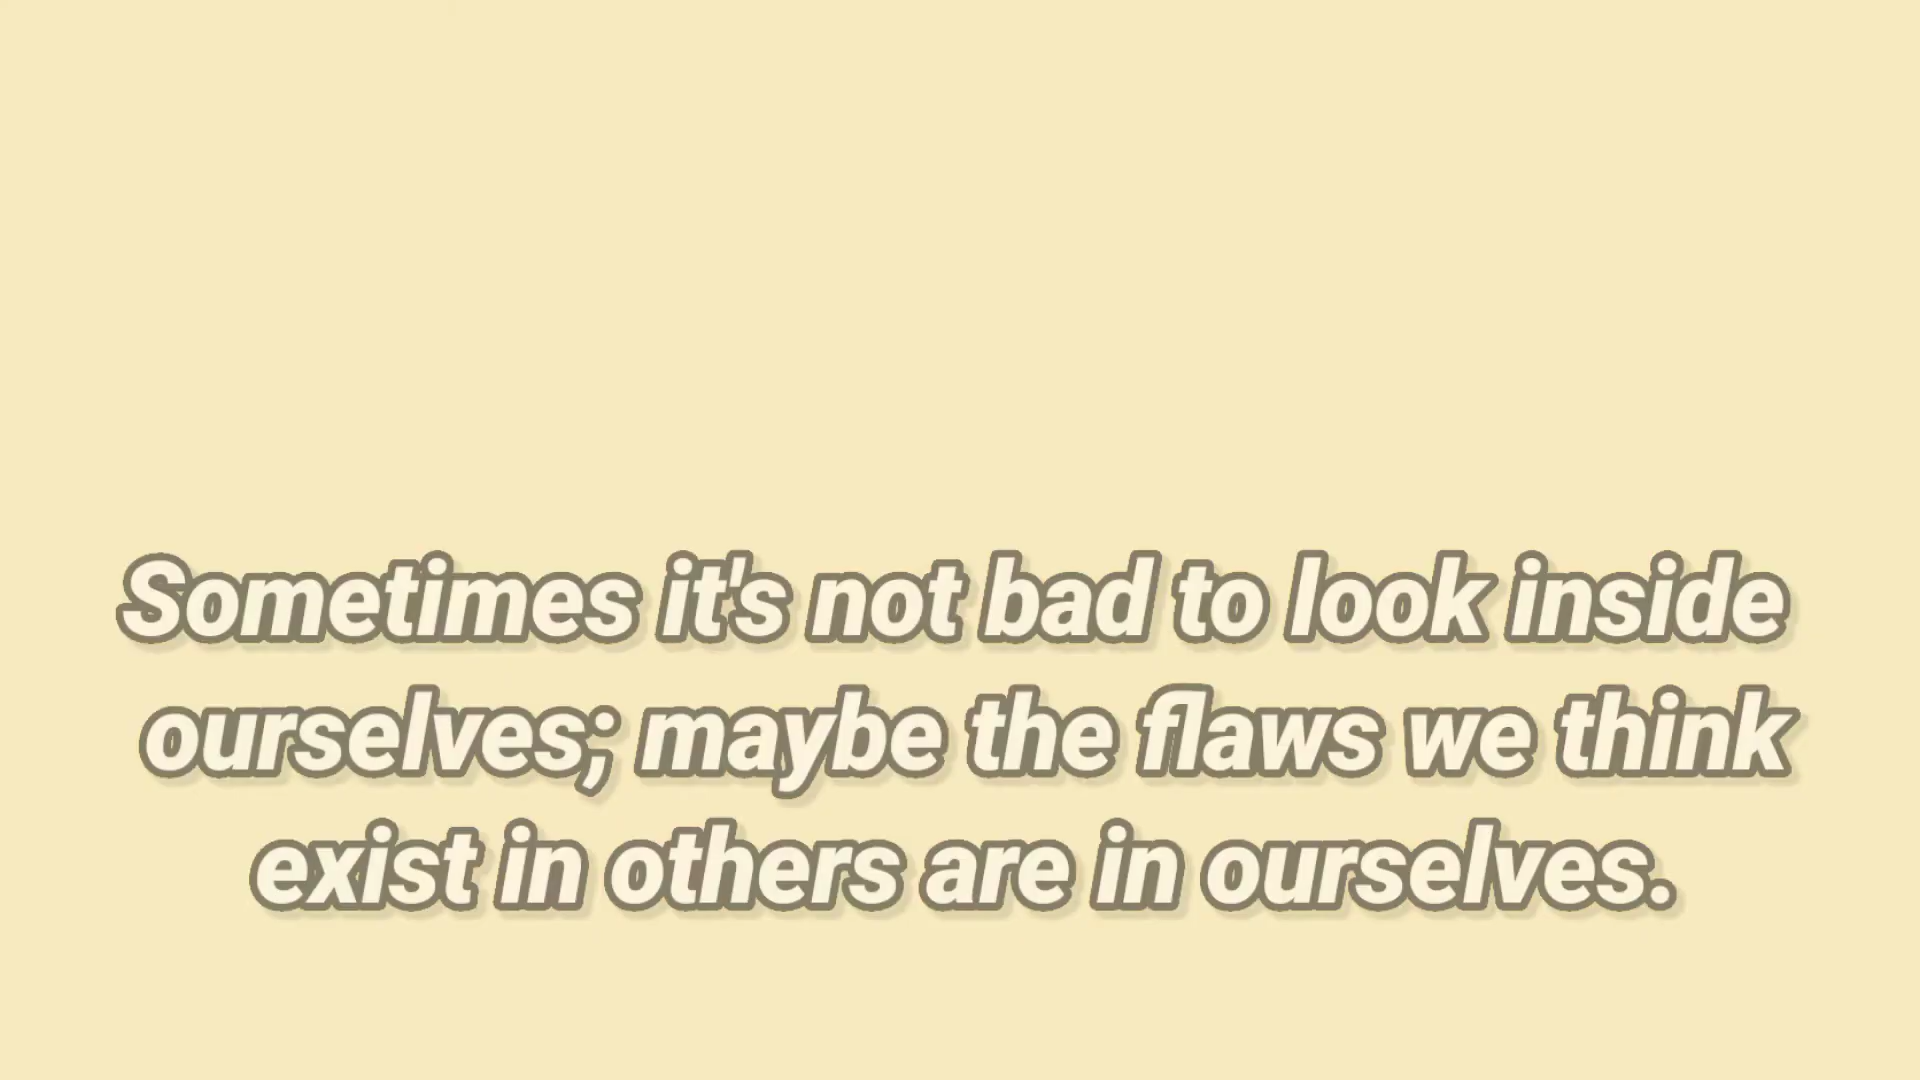 Sometimes it's not bad to look inside
ourselves; maybe the flaws we think
exist in others are in ourselves.